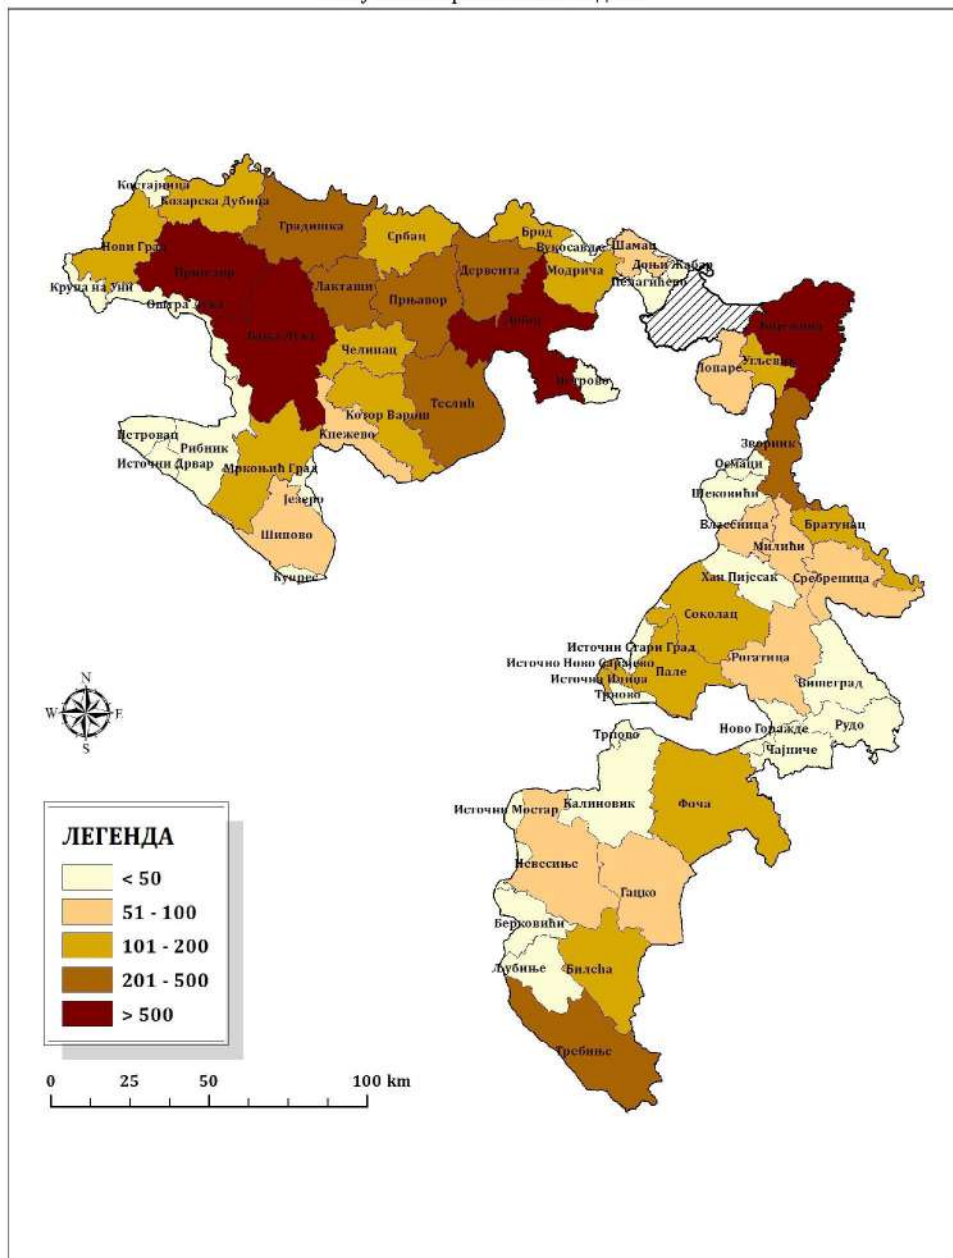 Костајница
Козарска Дубица
Градишка
Србац
Брод
Вукосавље
Шамац
Нови Град
Приједор
Лакташи
Прњавор
Дервента
Модрича
Доњи Жабар
Пелагићево
Крупа на Уни
Оштра Лука
Бања Лука
Добој
Бијељина
Челинац
Угљевик
Лопаре
Теслић
Петрово
Котор Варош
Кнежево
Петровац
Рибник
Источни Дрвар
Мркоњић Град
Језеро
Шипово
Купрес
Зворник
Осмаци
Шековићи
Власеница
Братунац
Милићи
Хан Пијесак
Сребреница
Соколац
Источни Стари Град
Источно Ново Сарајево
Рогатица
Пале
Источна Илиџа
Вишеград
Трново
Ново Горажде
Рудо
Трново
Чајниче
Источни Мостар
Калиновик
Фоча
Невесиње
Гацко
Берковићи
Љубиње
Билећа
Требиње
N
W E
S
ЛЕГЕНДА
< 50
51 - 100
101 - 200
201 - 500
> 500
0 25 50 100 km